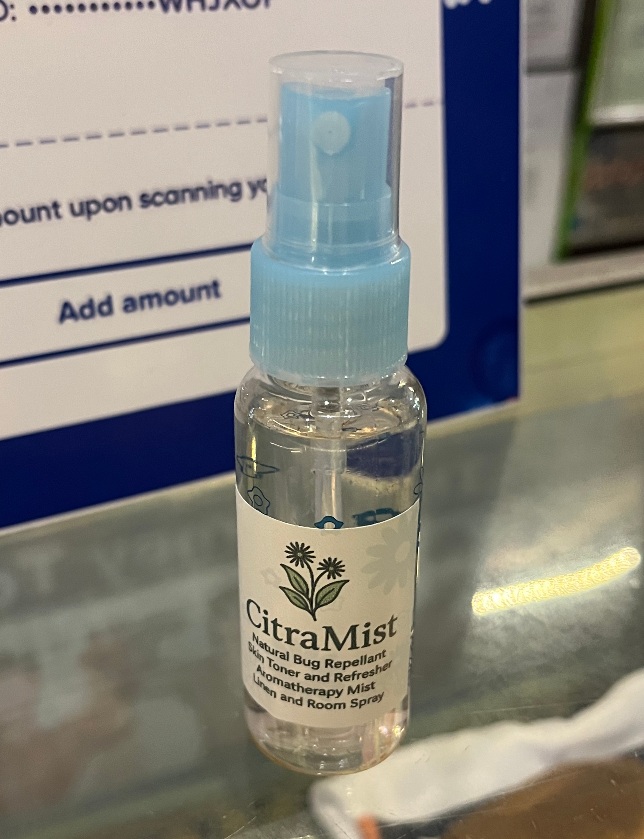 WHJXOF
ount upon scanning yo
Add amount
CitraMist
Natural Bug Repellant
Skin Toner and Refresher
Aromatherapy Mist
Linen and Room Spray